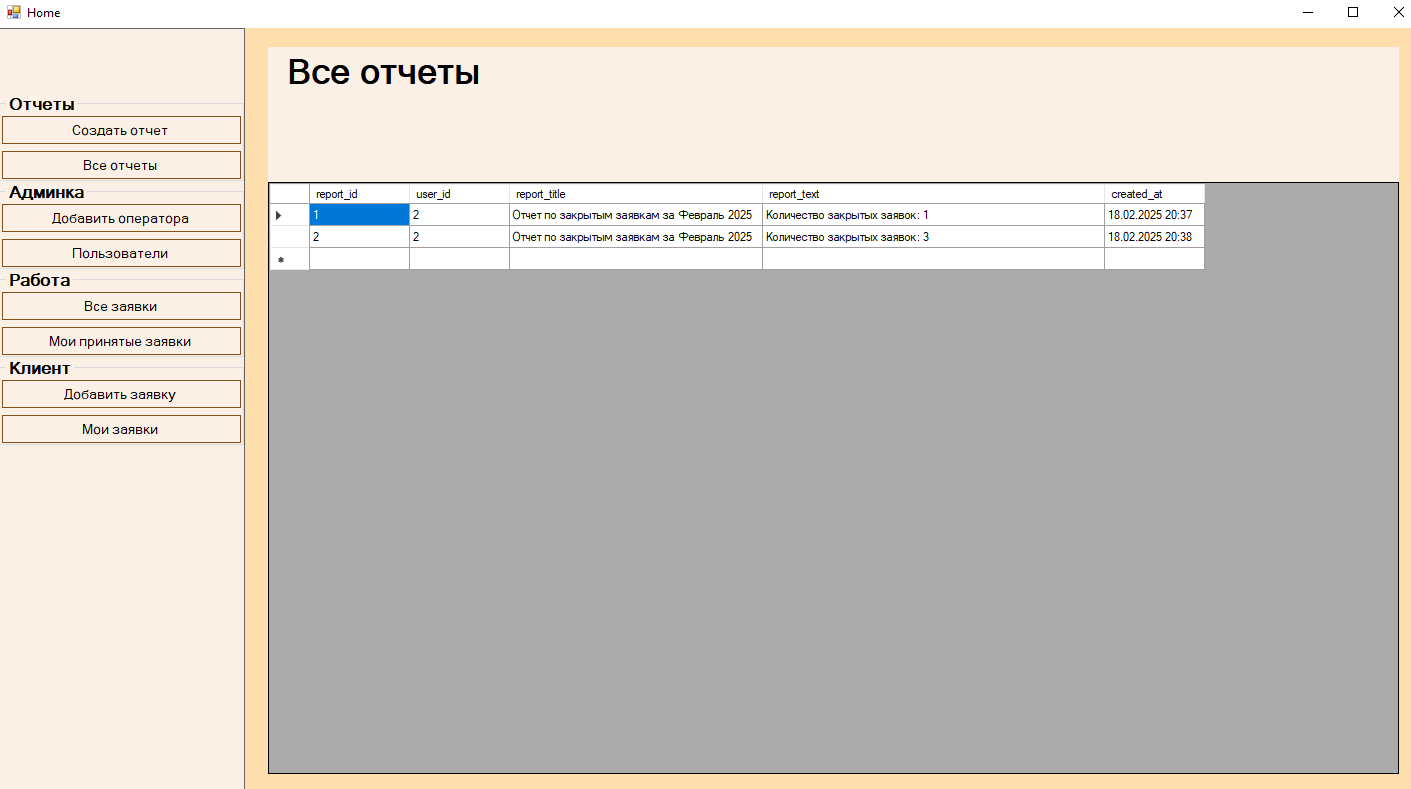 Home
Все отчеты
Отчеты
Создать отчет
Все отчеты
Админка
Добавить оператора
Пользователи
Работа
Все заявки
Мои принятые заявки
Клиент
Добавить заявку
Мои заявки
report_id user_id report_title report_text created_at
1 2 Отчет по закрытым заявкам за Февраль 2025 Количество закрытых заявок: 1 18.02.2025 20:37
2 2 Отчет по закрытым заявкам за Февраль 2025 Количество закрытых заявок: 3 18.02.2025 20:38